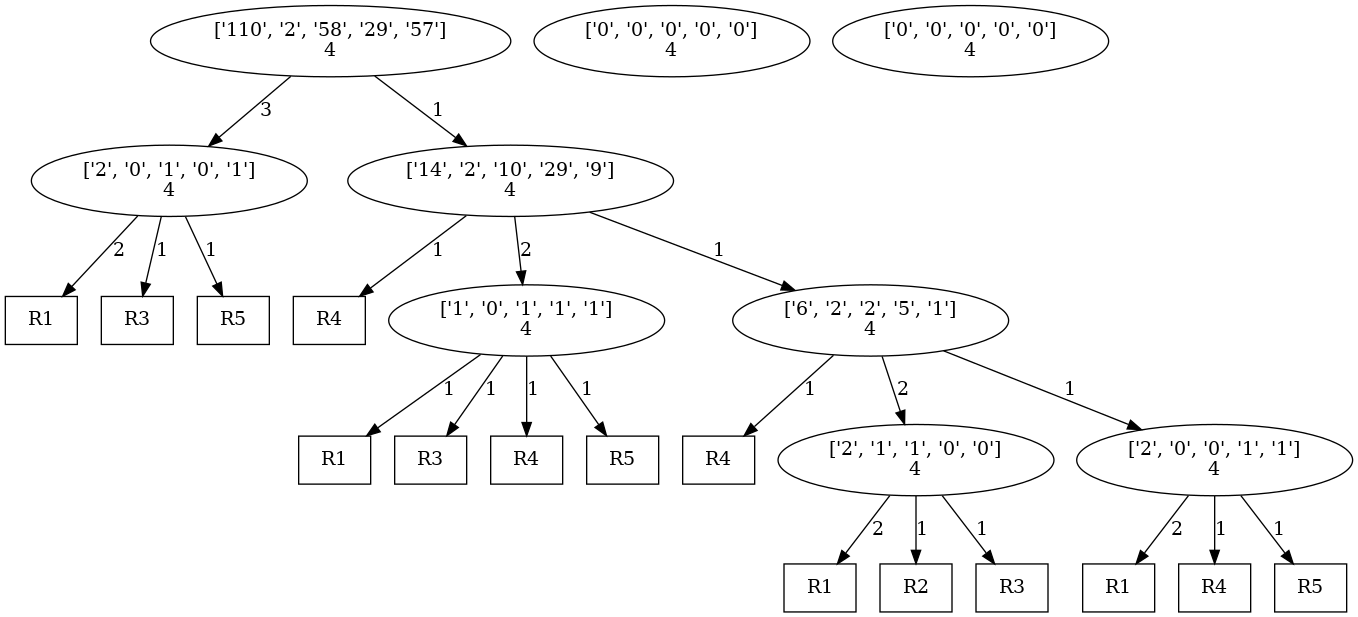 ['110', '2', '58', '29', '57']
4
['0', '0', '0', '0', '0']
4
['0', '0', '0', '0', '0']
4
3
1
['2', '0', '1', '0', '1']
4
['14', '2', '10', '29', '9']
4
2
1
1
1
2
1
R1
R3
R5
R4
['1', '0', '1', '1', '1']
4
['6', '2', '2', '5', '1']
4
1
1
1
1
1
2
1
R1
R3
R4
R5
R4
['2', '1', '1', '0', '0']
4
['2', '0', '0', '1', '1']
4
2
1
1
2
1
1
R1
R2
R3
R1
R4
R5